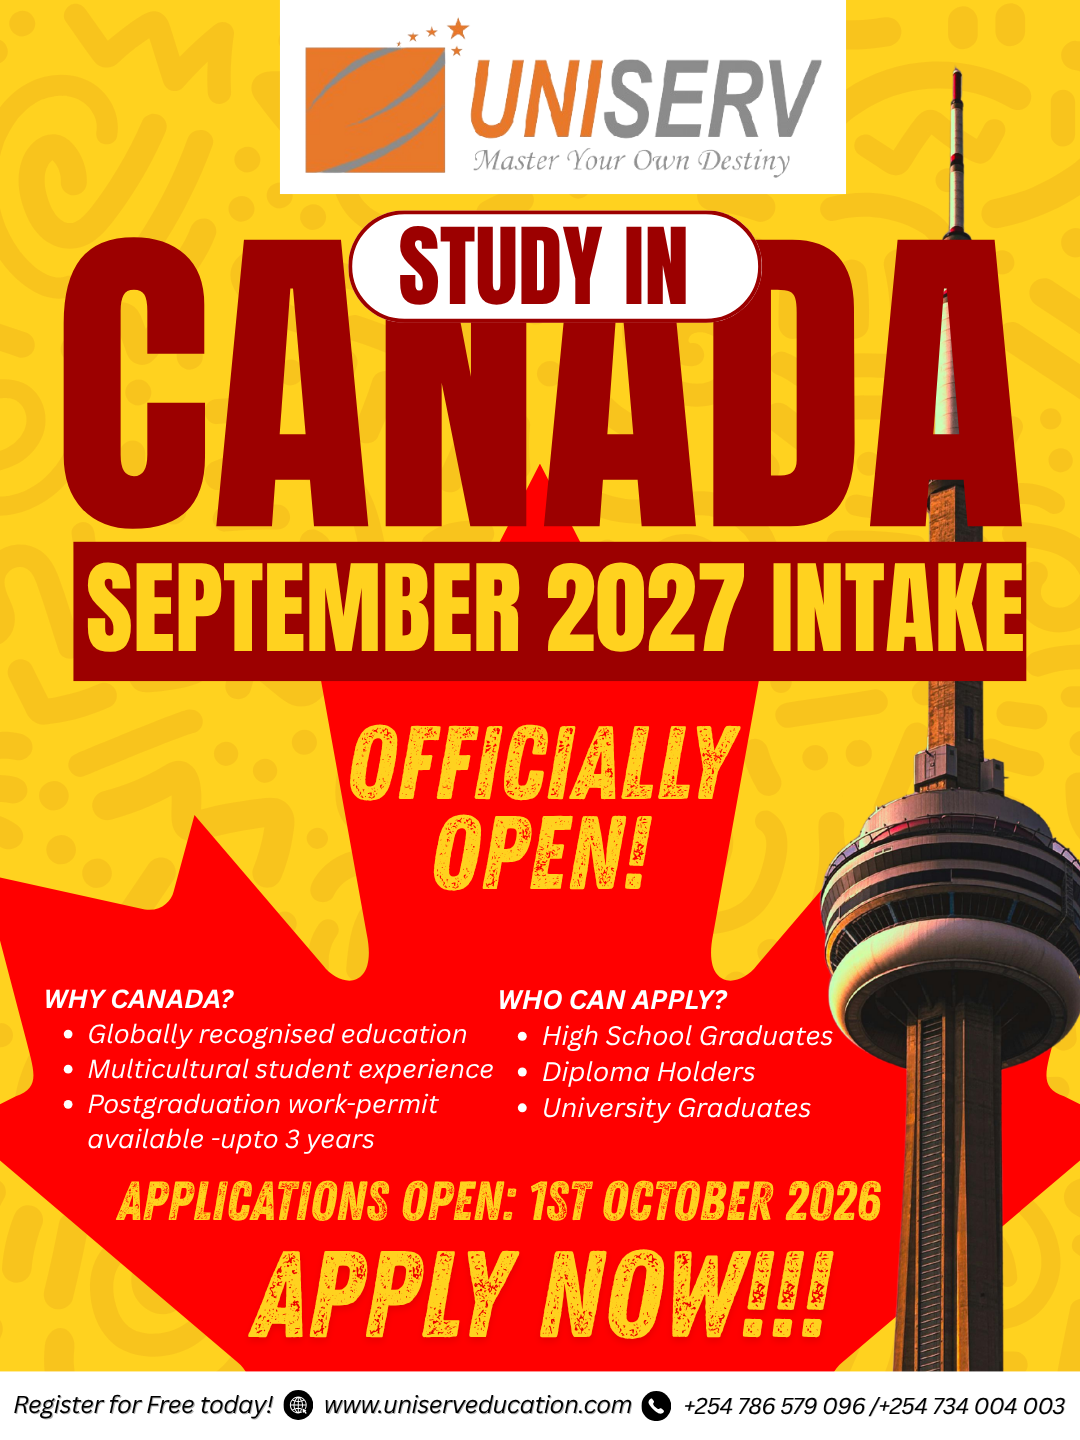 UNISERV
Master Your Own Destiny
STUDY IN
CANADA
SEPTEMBER 2027 INTAKE
OFFICIALLY
OPEN!
WHY CANADA?
• Globally recognised education
• Multicultural student experience
• Postgraduation work-permit
available -upto 3 years
WHO CAN APPLY?
• High School Graduates
• Diploma Holders
• University Graduates
APPLICATIONS OPEN: 1ST OCTOBER 2026
APPLY NOW!!!
Register for Free today! www.uniserveducation.com +254 786 579 096 /+254 734 004 003